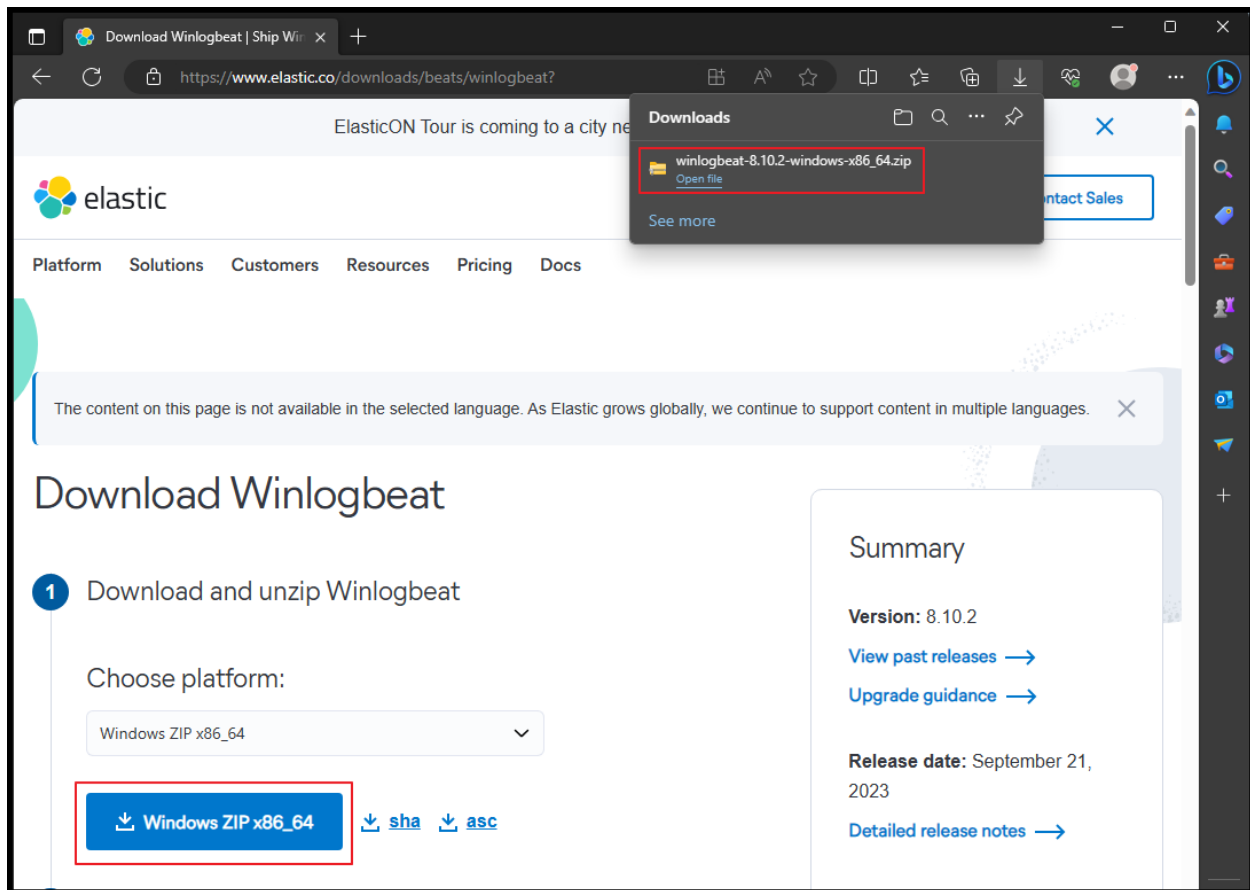 Download Winlogbeat | Ship Win
https://www.elastic.co/downloads/beats/winlogbeat?
Downloads
winlogbeat-8.10.2-windows-x86_64.zip
Open file
See more
ElasticON Tour is coming to a city ne
elastic
ntact Sales
Platform Solutions Customers Resources Pricing Docs
The content on this page is not available in the selected language. As Elastic grows globally, we continue to support content in multiple languages.
Download Winlogbeat
1 Download and unzip Winlogbeat
Choose platform:
Windows ZIP x86_64
Windows ZIP x86_64 sha asc
Summary
Version: 8.10.2
View past releases
Upgrade guidance
Release date: September 21,
2023
Detailed release notes